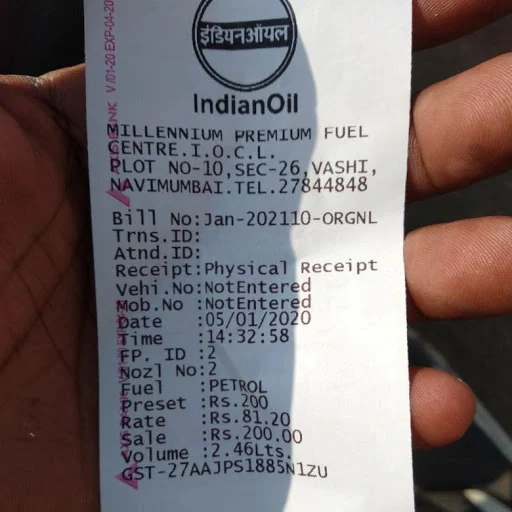 इंडियनऑयल
IndianOil
MILLENNIUM PREMIUM FUEL
CENTRE.I.O.C.L.
PLOT NO-10,SEC-26,VASHI,
NAVIMUMBAI.TEL.27844848
Bill No:Jan-202110-ORGNL
Trns.ID:
Atnd.ID:
Receipt:Physical Receipt
Vehi.No:NotEntered
Mob.No :NotEntered
Date :05/01/2020
Time :14:32:58
FP. ID :2
Nozl No:2
Fuel :PETROL
Preset :Rs.200
Rate :Rs.81.20
Sale :Rs.200.00
Volume :2.46Lts.
GST-27AAJPS1885N1ZU
V/01-20 EXP-04-20